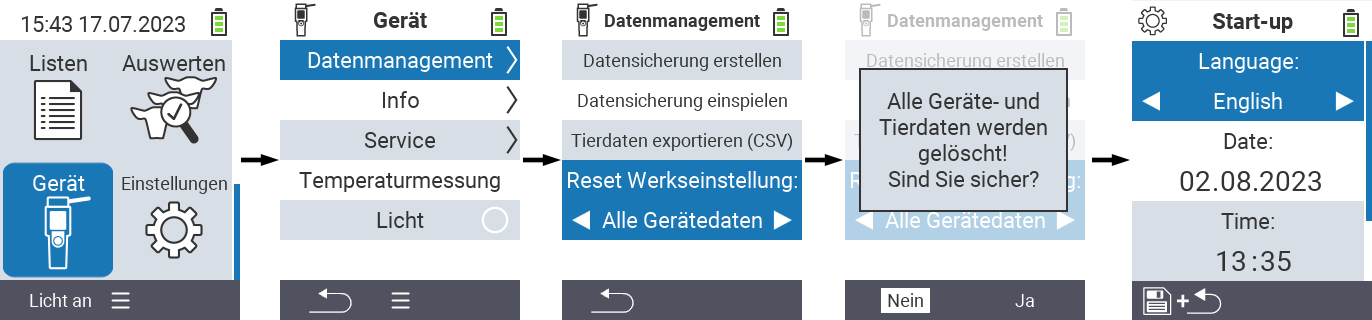 15:43 17.07.2023
Listen Auswerten
Gerät Einstellungen
Licht an
Gerät
Datenmanagement
Info
Service
Temperaturmessung
Licht
Datenmanagement
Datensicherung erstellen
Datensicherung einspielen
Tierdaten exportieren (CSV)
Reset Werkseinstellung:
Alle Gerätedaten
Datenmanagement
Datensicherung erstellen
Alle Geräte- und
Tierdaten werden
gelöscht!
Sind Sie sicher?
Alle Gerätedaten
Nein Ja
Start-up
Language:
English
Date:
02.08.2023
Time:
13:35
+